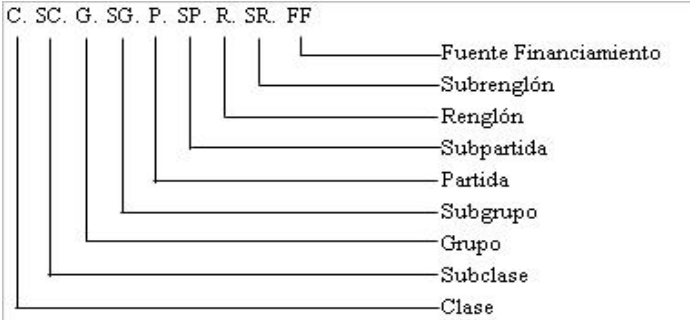 C. SC. G. SG. P. SP. R. SR. FF
Fuente Financiamiento
Subrenglón
Renglón
Subpartida
Partida
Subgrupo
Grupo
Subclase
Clase